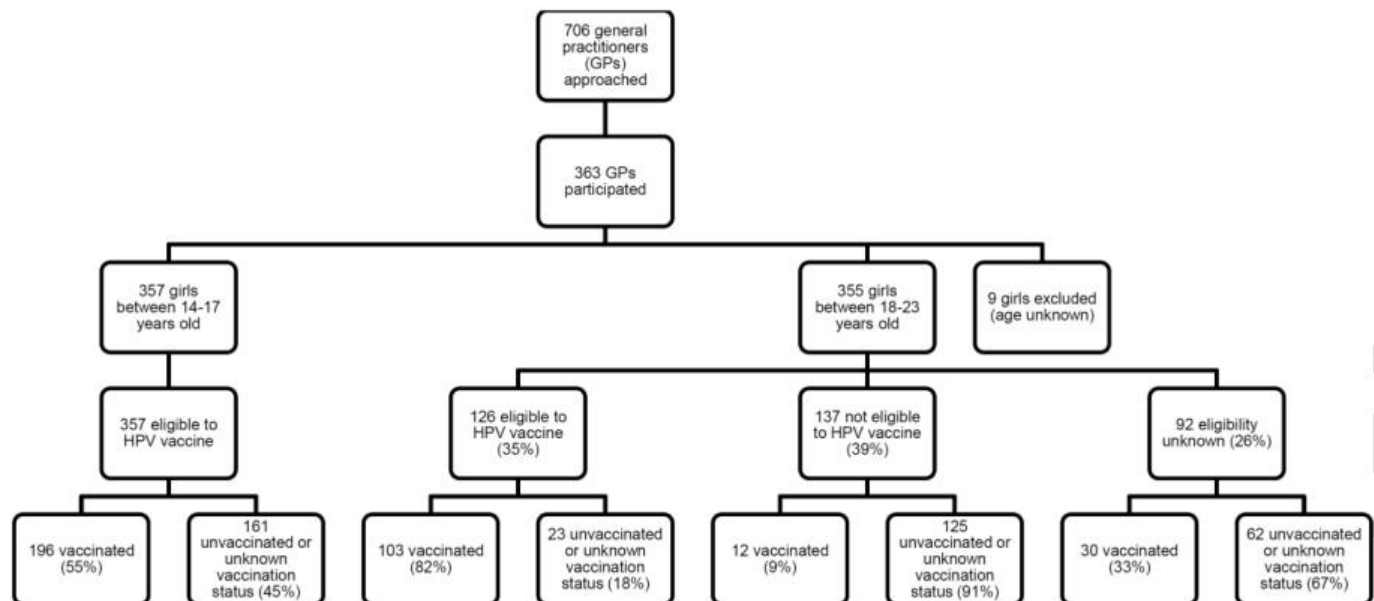 706 general
practitioners
(GPs)
approached
363 GPs
participated
357 girls
between 14-17
years old
355 girls
between 18-23
years old
9 girls excluded
(age unknown)
357 eligible to
HPV vaccine
126 eligible to
HPV vaccine
(35%)
137 not eligible
to HPV vaccine
(39%)
92 eligibility
unknown (26%)
196 vaccinated
(55%)
161
unvaccinated or
unknown
vaccination
status (45%)
103 vaccinated
(82%)
23 unvaccinated
or unknown
vaccination
status (18%)
12 vaccinated
(9%)
125
unvaccinated or
unknown
vaccination
status (91%)
30 vaccinated
(33%)
62 unvaccinated
or unknown
vaccination
status (67%)